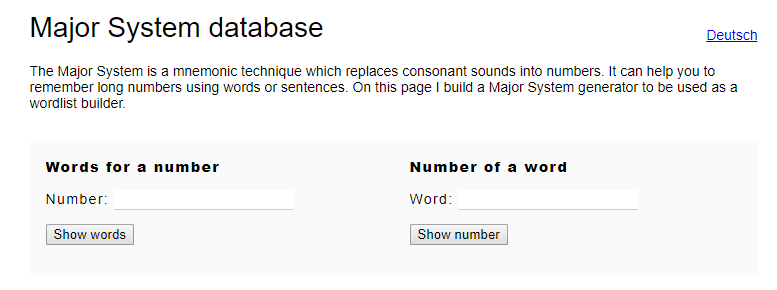 Major System database
Deutsch
The Major System is a mnemonic technique which replaces consonant sounds into numbers. It can help you to
remember long numbers using words or sentences. On this page I build a Major System generator to be used as a
wordlist builder.
Words for a number
Number:
Show words
Number of a word
Word:
Show number